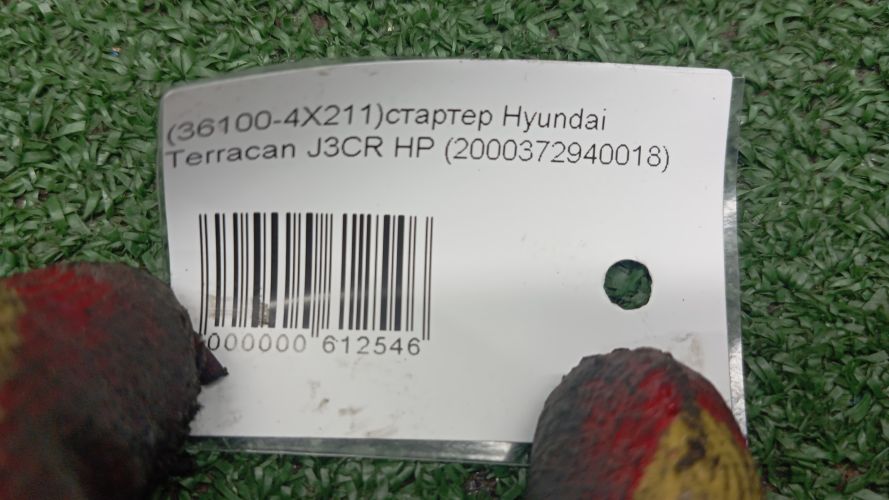 (36100-4X211)стартер Hyundai
Terracan J3CR HP (2000372940018)
000000 612546